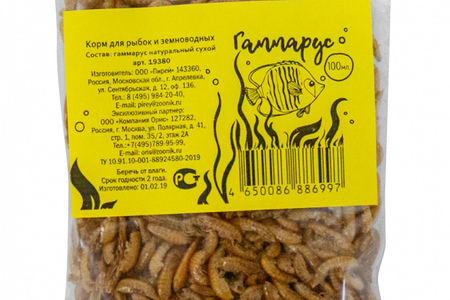 Корм для рыбок и земноводных
Состав: гаммарус натуральный сухой
арт. 19380
Изготовитель: ООО «Пирей» 143360,
Россия, Московская обл., г. Апрелевка,
ул. Сентябрьская, д. 12, оф. 136.
Тел.: 8 (495) 984-20-40,
E-mail: pirey@zoonik.ru
Эксклюзивный партнер:
ООО «Компания Орис» 127282,
Россия, г. Москва, ул. Полярная, д. 41,
стр. 1, пом. 35/2, этаж 2А
Тел.:+7(495)789-95-99,
E-mail: oris@zoonik.ru
ТУ 10.91.10-001-88924580-2019
Беречь от влаги.
Срок годности 2 года.
Изготовлено: 01.02.19
РСТ
Гаммарус
100мл.
4 650086 886997